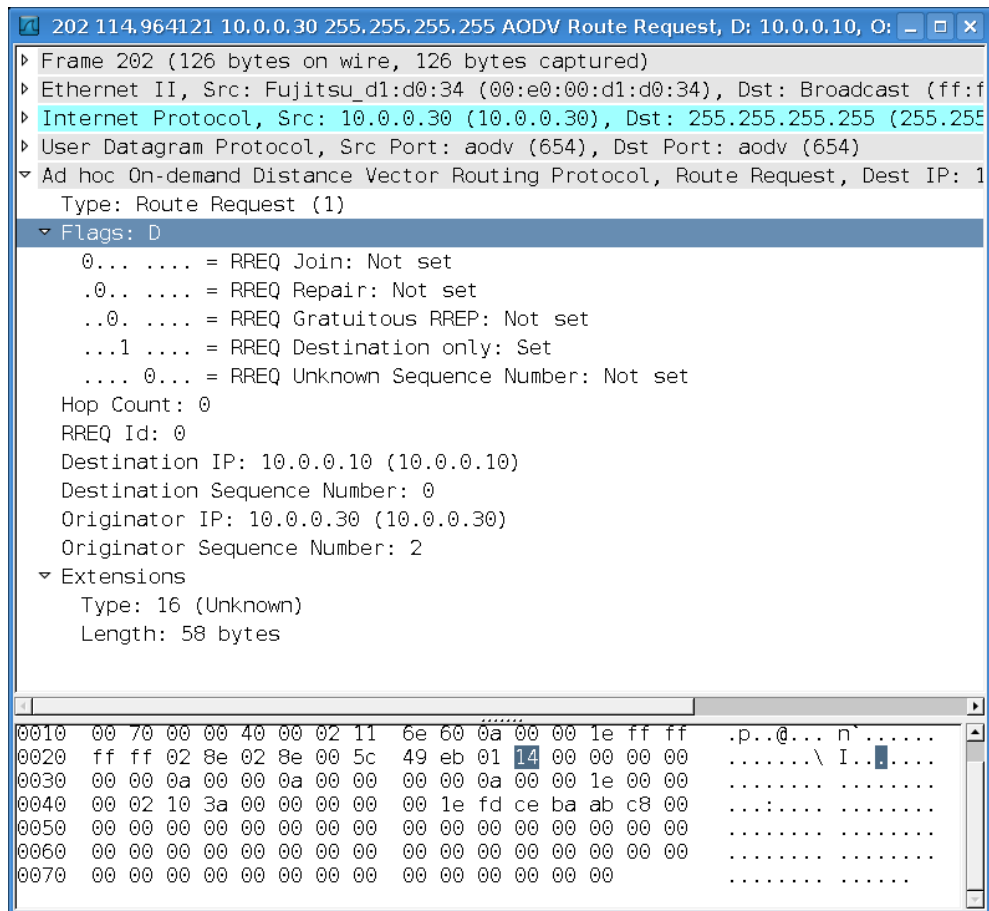 202 114.964121 10.0.0.30 255.255.255.255 AODV Route Request, D: 10.0.0.10, O:
Frame 202 (126 bytes on wire, 126 bytes captured)
Ethernet II, Src: Fujitsu_d1:d0:34 (00:e0:00:d1:d0:34), Dst: Broadcast (ff:f
Internet Protocol, Src: 10.0.0.30 (10.0.0.30), Dst: 255.255.255.255 (255.255
User Datagram Protocol, Src Port: aodv (654), Dst Port: aodv (654)
Ad hoc On-demand Distance Vector Routing Protocol, Route Request, Dest IP: 1
Type: Route Request (1)
Flags: D
0... .... = RREQ Join: Not set
.0.. .... = RREQ Repair: Not set
..0. .... = RREQ Gratuitous RREP: Not set
...1 .... = RREQ Destination only: Set
.... 0... = RREQ Unknown Sequence Number: Not set
Hop Count: 0
RREQ Id: 0
Destination IP: 10.0.0.10 (10.0.0.10)
Destination Sequence Number: 0
Originator IP: 10.0.0.30 (10.0.0.30)
Originator Sequence Number: 2
Extensions
Type: 16 (Unknown)
Length: 58 bytes
0010 00 70 00 00 40 00 02 11 6e 60 0a 00 00 1e ff ff .p..@... n`......
0020 ff ff 02 8e 02 8e 00 5c 49 eb 01 14 00 00 00 00 .......\ I.......
0030 00 00 0a 00 00 0a 00 00 00 00 0a 00 00 1e 00 00 ........ ........
0040 00 02 10 3a 00 00 00 00 00 1e fd ce ba ab c8 00 ...:.... ........
0050 00 00 00 00 00 00 00 00 00 00 00 00 00 00 00 00 ........ ........
0060 00 00 00 00 00 00 00 00 00 00 00 00 00 00 00 00 ........ ........
0070 00 00 00 00 00 00 00 00 00 00 00 00 00 00 ........ ......